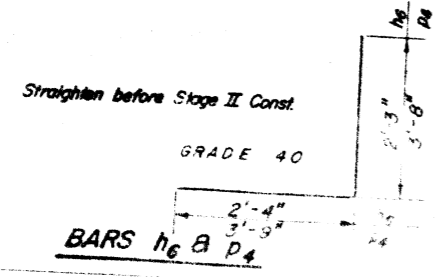 h6 p4
Straighten before Stage II Const.
2'-3"
3'-8"
GRADE 40
2'-4"
3'-9"
h6
p4
BARS h6 & p4